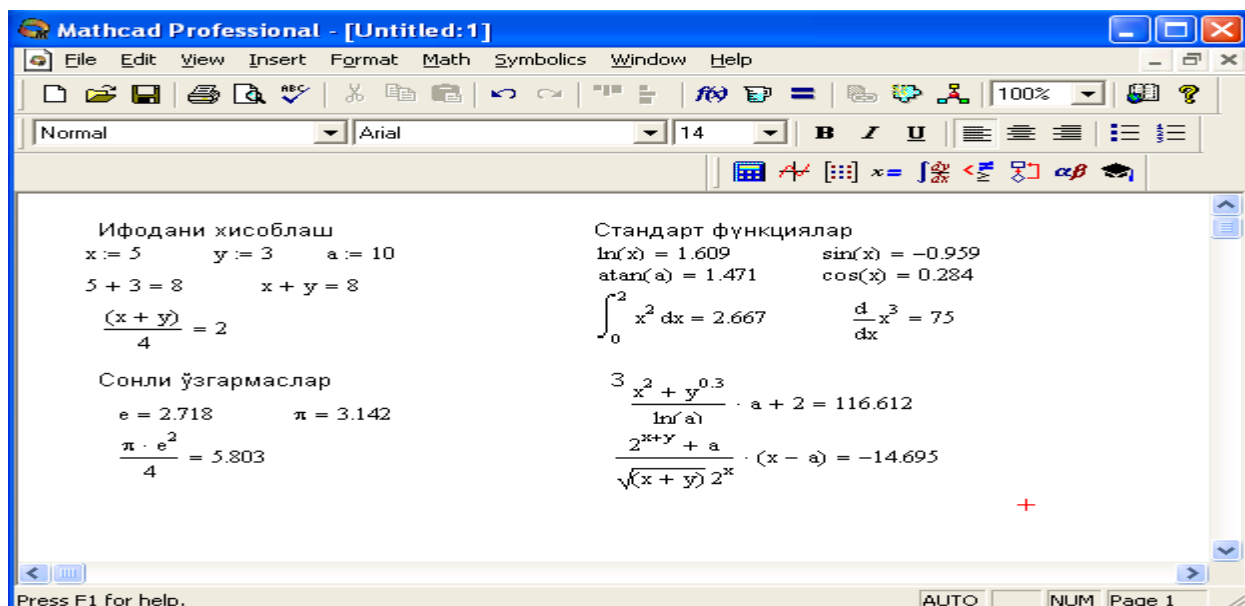 Mathcad Professional - [Untitled:1]
File Edit View Insert Format Math Symbolics Window Help
100%
Normal Arial 14 B I U
Ифодани хисоблаш
x := 5 y := 3 a := 10
5 + 3 = 8 x + y = 8
(x + y)/4 = 2
Сонли ўзгармаслар
e = 2.718 π = 3.142
π · e^2/4 = 5.803
Стандарт функциялар
ln(x) = 1.609 sin(x) = −0.959
atan(a) = 1.471 cos(x) = 0.284
∫_0^2 x^2 dx = 2.667 d/dx x^3 = 75
3 (x^2 + y^0.3)/ln(a) · a + 2 = 116.612
(2^(x+y) + a)/(√(x + y) 2^x) · (x − a) = −14.695
Press F1 for help. AUTO NUM Page 1